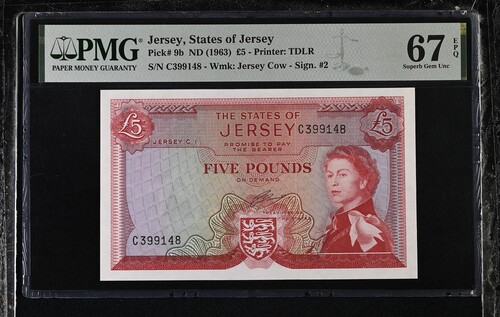 PMG
PAPER MONEY GUARANTY
Jersey, States of Jersey
Pick# 9b ND (1963) £5 - Printer: TDLR
S/N C399148 - Wmk: Jersey Cow - Sign. #2
67 EPQ
Superb Gem Unc
THE STATES OF
JERSEY C399148
£5
£5
JERSEY C.I.
PROMISE TO PAY
THE BEARER
FIVE POUNDS
ON DEMAND
C399148